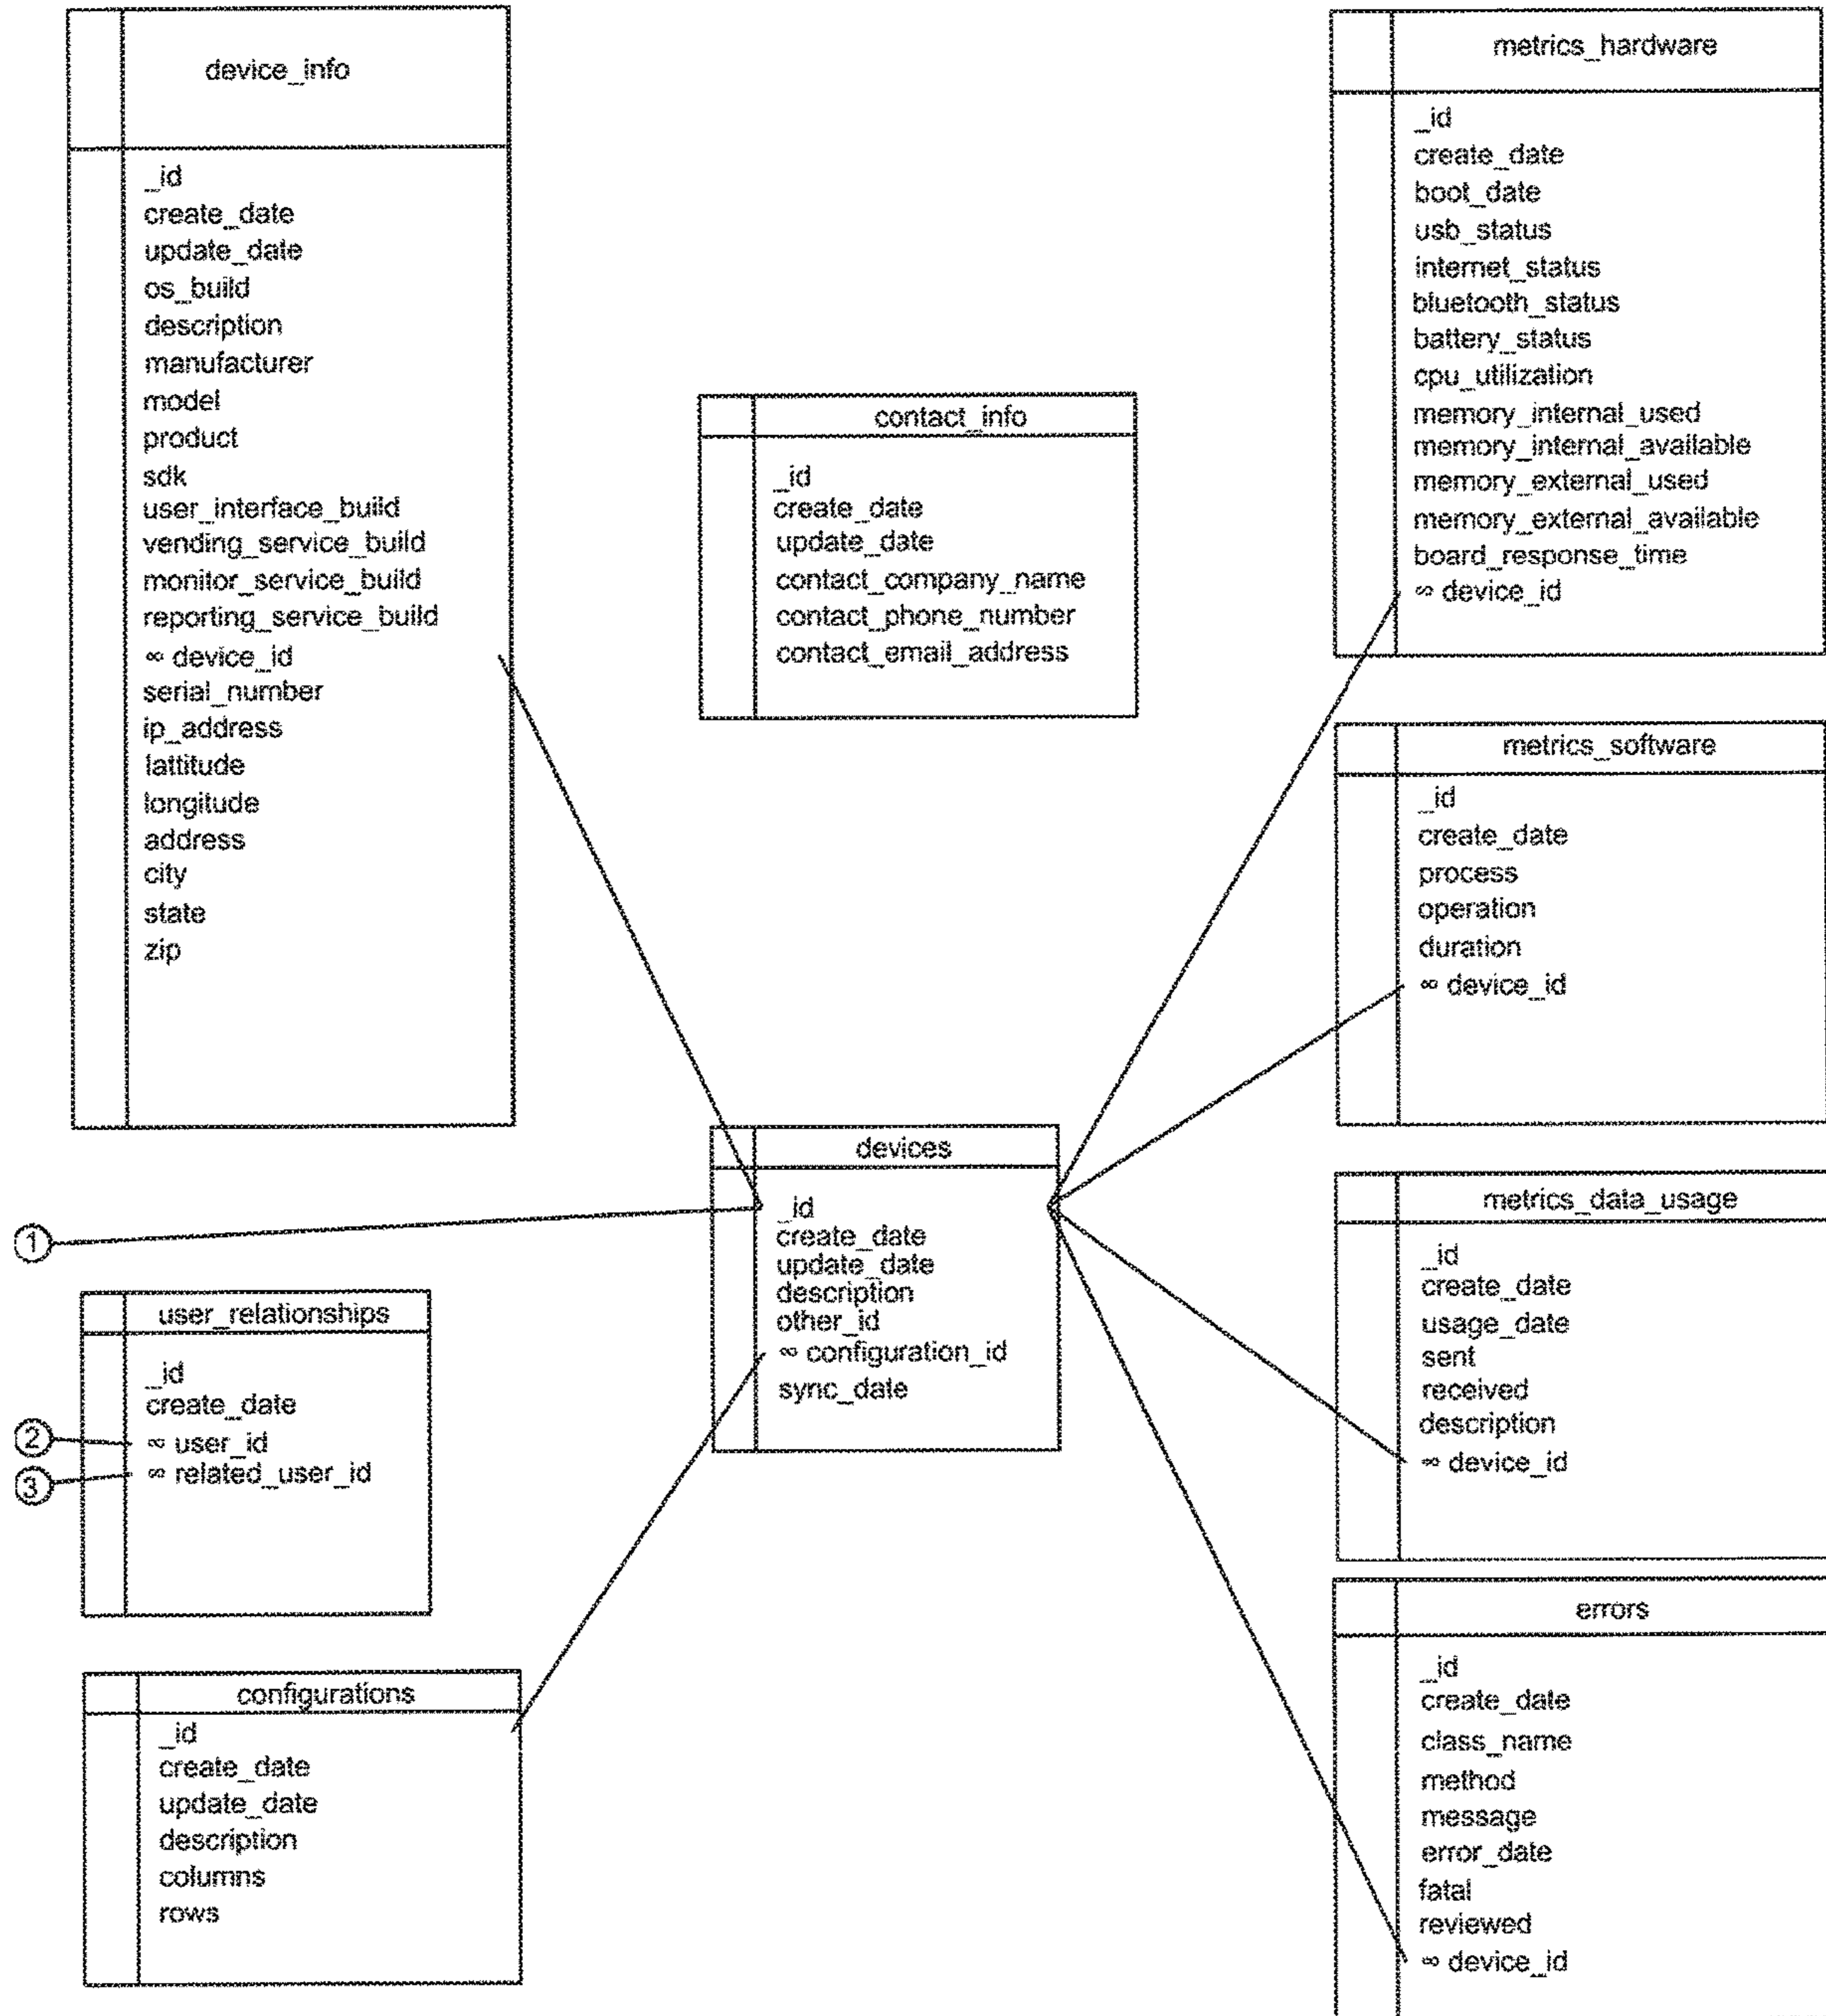 device_info
_id
create_date
update_date
os_build
description
manufacturer
model
product
sdk
user_interface_build
vending_service_build
monitor_service_build
reporting_service_build
∞ device_id
serial_number
ip_address
lattitude
longitude
address
city
state
zip
contact_info
_id
create_date
update_date
contact_company_name
contact_phone_number
contact_email_address
metrics_hardware
_id
create_date
boot_date
usb_status
internet_status
bluetooth_status
battery_status
cpu_utilization
memory_internal_used
memory_internal_available
memory_external_used
memory_external_available
board_response_time
∞ device_id
metrics_software
_id
create_date
process
operation
duration
∞ device_id
devices
_id
create_date
update_date
description
other_id
∞ configuration_id
sync_date
1
user_relationships
_id
create_date
2
∞ user_id
3
∞ related_user_id
configurations
_id
create_date
update_date
description
columns
rows
metrics_data_usage
_id
create_date
usage_date
sent
received
description
∞ device_id
errors
_id
create_date
class_name
method
message
error_date
fatal
reviewed
∞ device_id